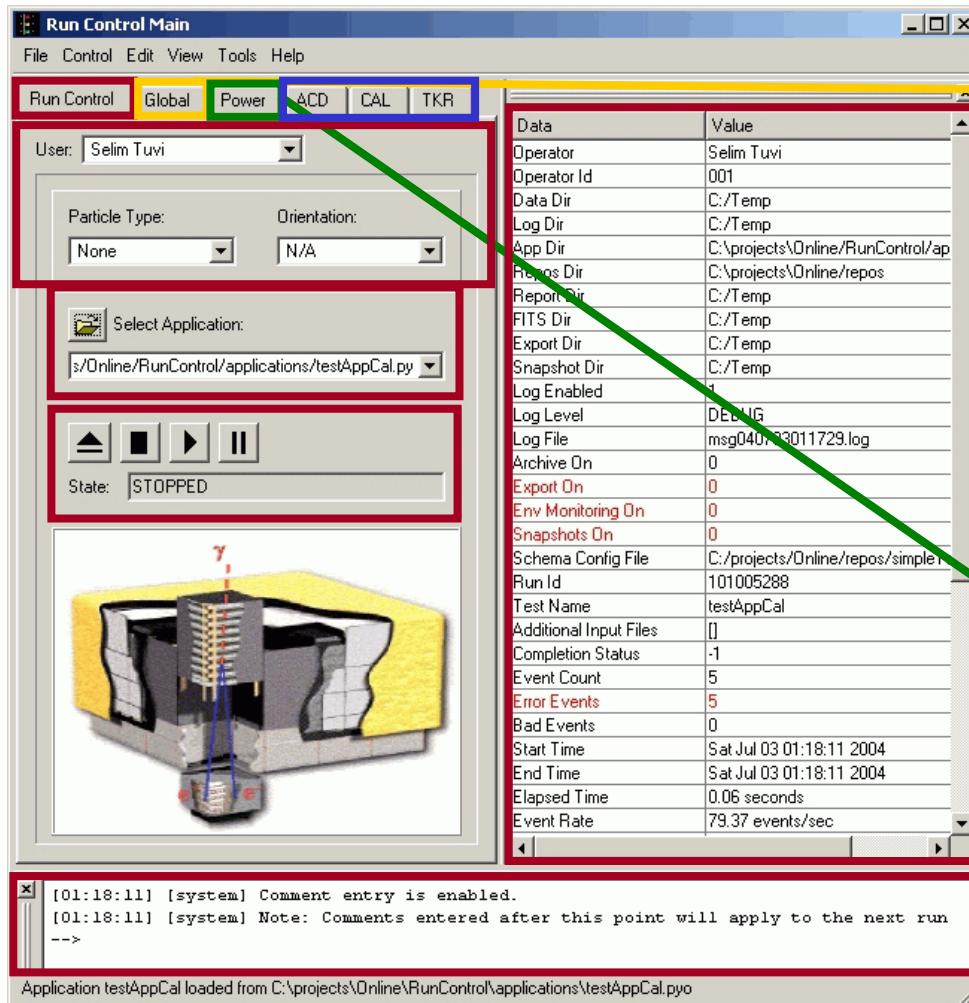 Run Control Main
File Control Edit View Tools Help
Run Control Global Power ACD CAL TKR
User: Selim Tuvi
Particle Type: Orientation:
None N/A
Select Application:
s/Online/RunControl/applications/testAppCal.py
State: STOPPED
γ
Data Value
Operator Selim Tuvi
Operator Id 001
Data Dir C:/Temp
Log Dir C:/Temp
App Dir C:\projects\Online/RunControl/ap
Repos Dir C:\projects\Online/repos
Report Dir C:/Temp
FITS Dir C:/Temp
Export Dir C:/Temp
Snapshot Dir C:/Temp
Log Enabled 1
Log Level DEBUG
Log File
Archive On 0
Export On 0
Env Monitoring On 0
Snapshots On 0
Schema Config File
Run Id 101005288
Test Name testAppCal
Additional Input Files []
Completion Status -1
Event Count 5
Error Events 5
Bad Events 0
Start Time Sat Jul 03 01:18:11 2004
End Time Sat Jul 03 01:18:11 2004
Elapsed Time 0.06 seconds
Event Rate 79.37 events/sec
[01:18:11] [system] Comment entry is enabled.
[01:18:11] [system] Note: Comments entered after this point will apply to the next run
-->
Application testAppCal loaded from C:\projects\Online\RunControl\applications\testAppCal.pyo